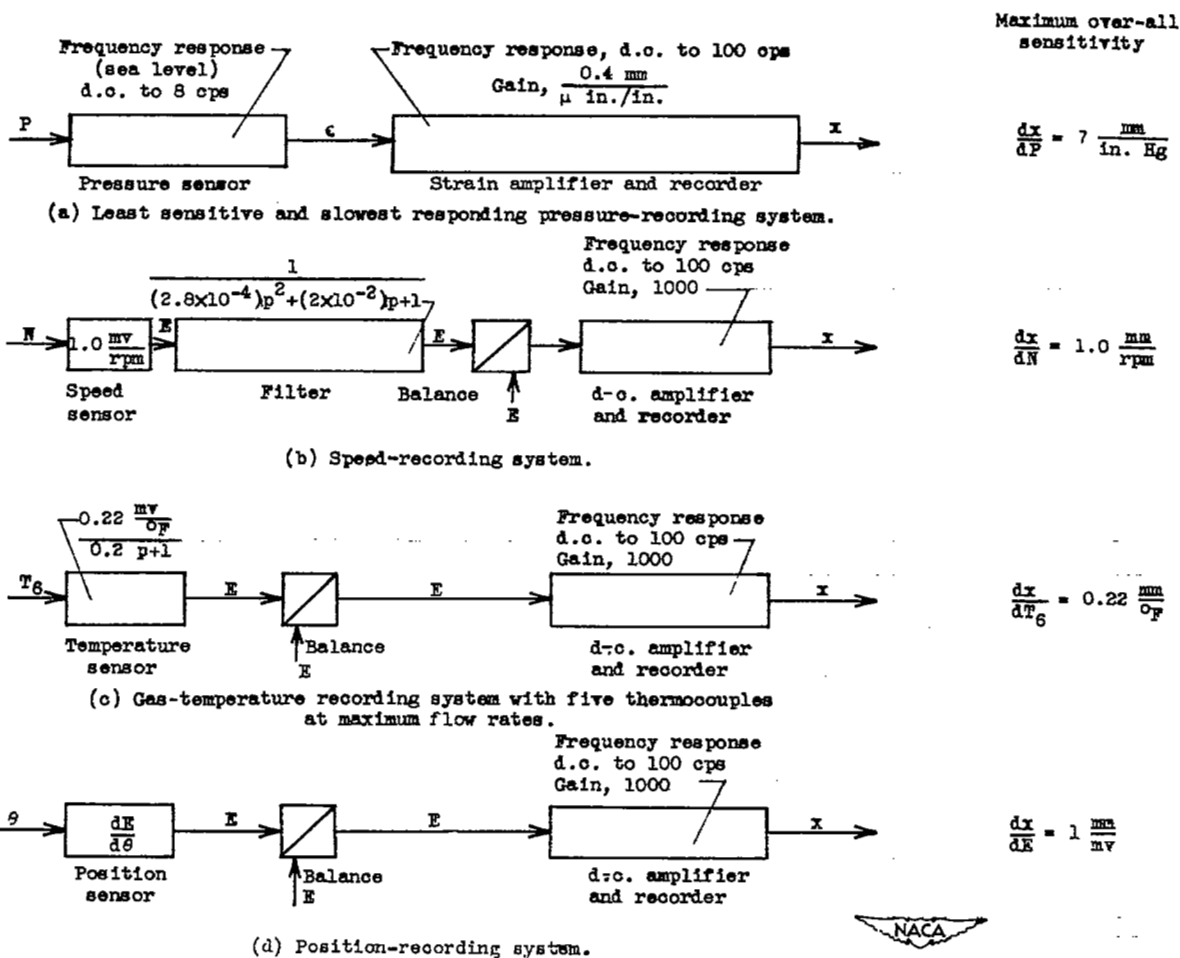 Maximum over-all
sensitivity
Frequency response
(sea level)
d.c. to 8 cps
Frequency response, d.c. to 100 cps
Gain, 0.4 mm / μ in./in.
P
ϵ
x
dx/dP = 7 mm/in. Hg
Pressure sensor
Strain amplifier and recorder
(a) Least sensitive and slowest responding pressure-recording system.
Frequency response
d.c. to 100 cps
Gain, 1000
1 / (2.8x10⁻⁴)p²+(2x10⁻²)p+1
N
1.0 mv/rpm
E
E
x
dx/dN = 1.0 mm/rpm
Speed
sensor
Filter
Balance
E
d-c. amplifier
and recorder
(b) Speed-recording system.
0.22 mv/°F / 0.2 p+1
Frequency response
d.c. to 100 cps
Gain, 1000
T₆
E
E
x
dx/dT₆ = 0.22 mm/°F
Temperature
sensor
Balance
E
d-c. amplifier
and recorder
(c) Gas-temperature recording system with five thermocouples
at maximum flow rates.
Frequency response
d.c. to 100 cps
Gain, 1000
θ
dE/dθ
E
E
x
dx/dE = 1 mm/mv
Position
sensor
Balance
E
d-c. amplifier
and recorder
NACA
(d) Position-recording system.